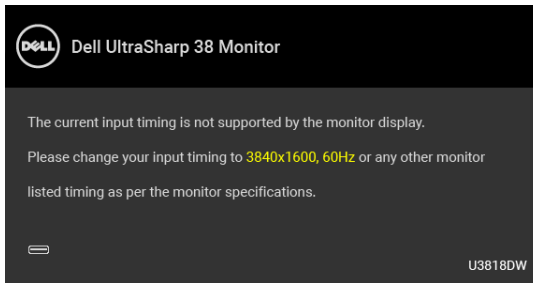 DELL
Dell UltraSharp 38 Monitor
The current input timing is not supported by the monitor display.
Please change your input timing to 3840x1600, 60Hz or any other monitor
listed timing as per the monitor specifications.
U3818DW